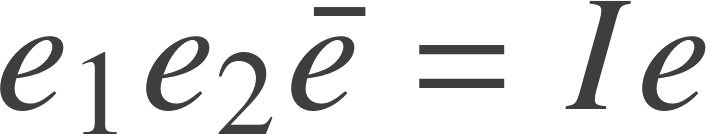 e₁e₂ē = Ie